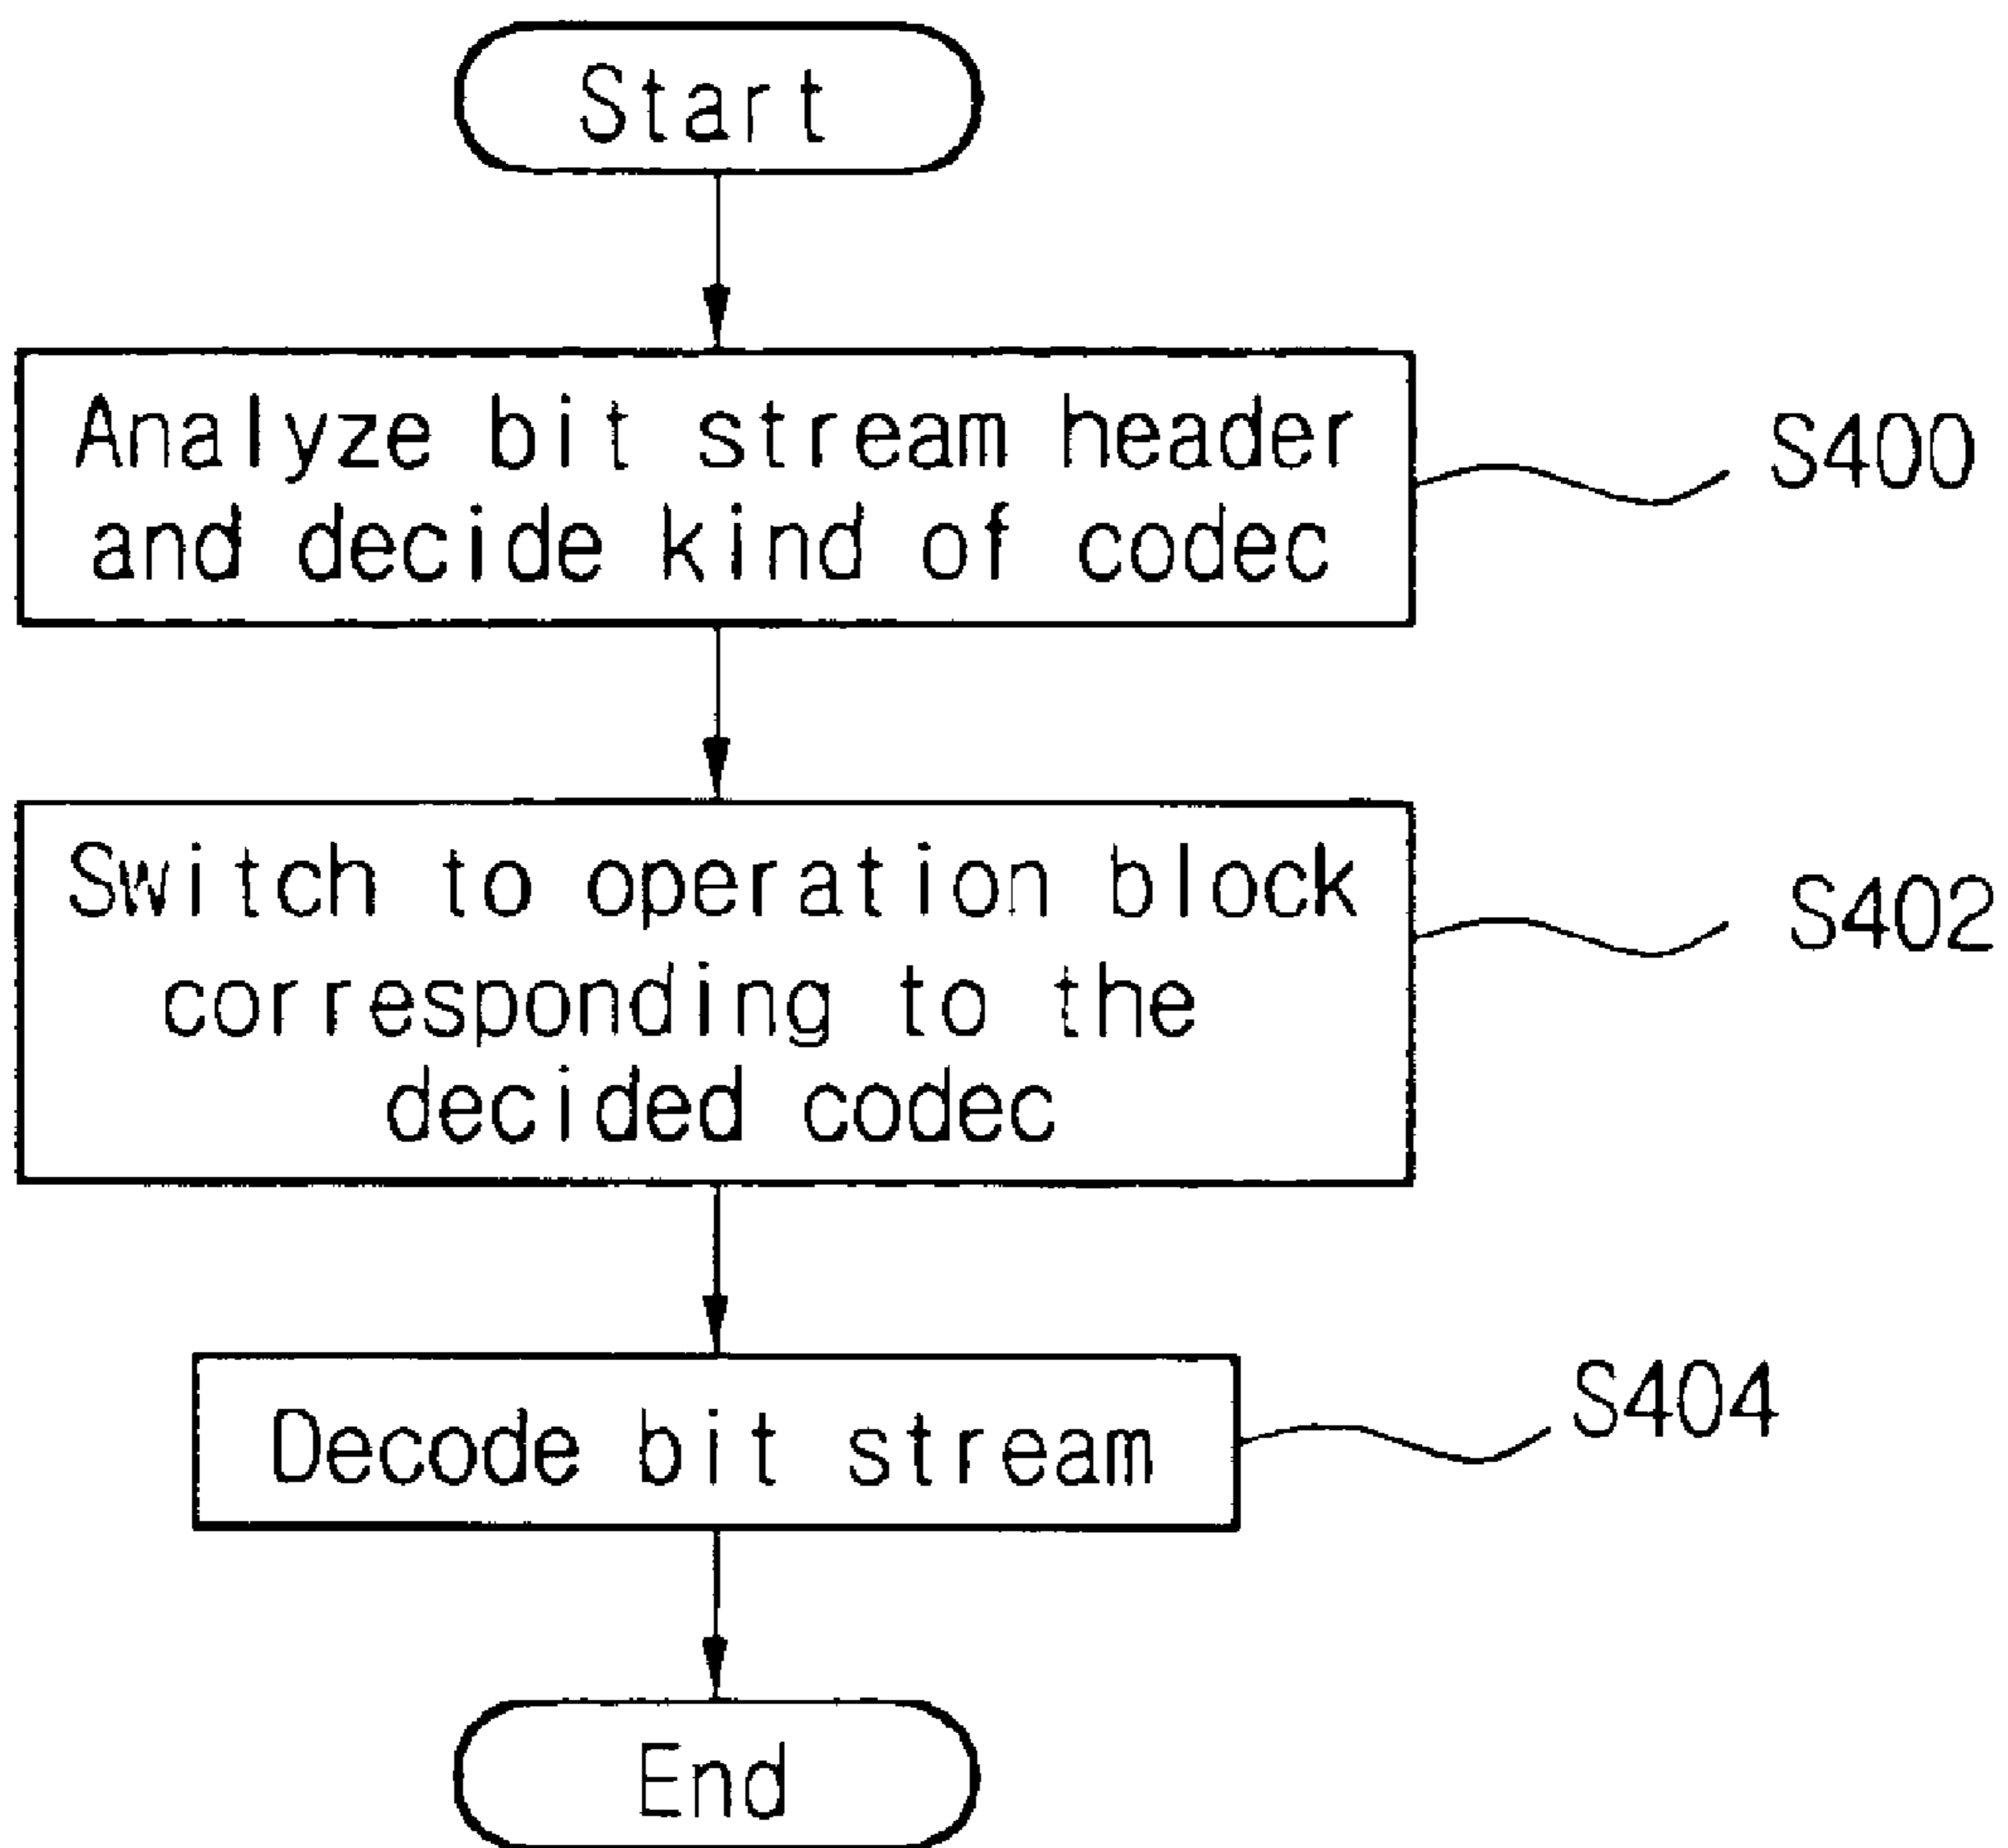 Start
Analyze bit stream header
and decide kind of codec
S400
Switch to operation block
corresponding to the
decided codec
S402
Decode bit stream
S404
End